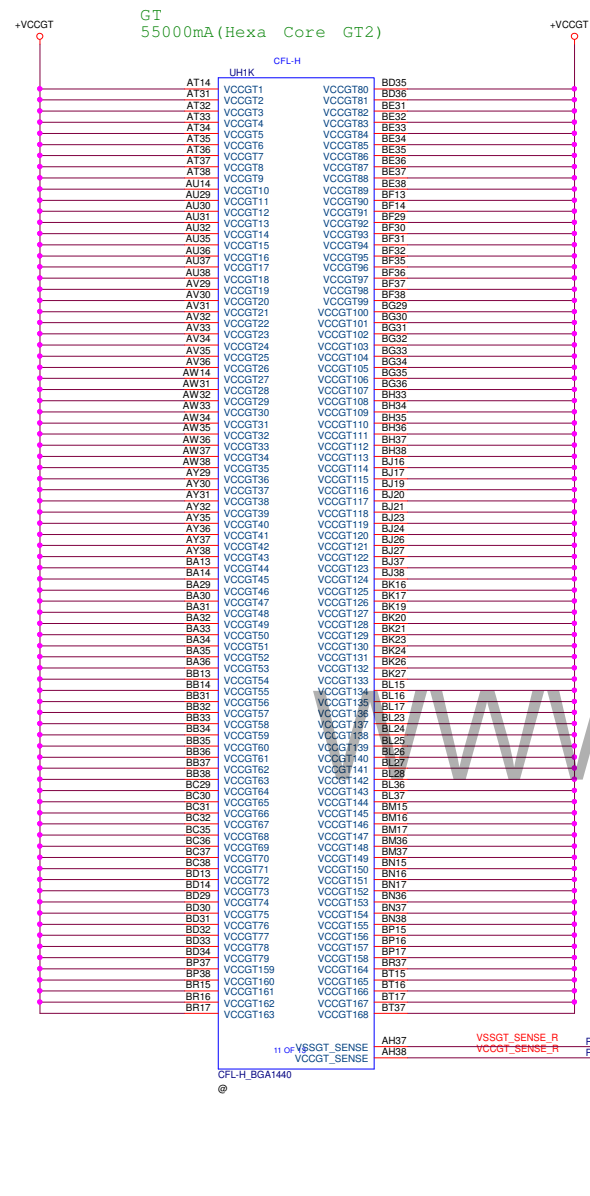 GT
55000mA(Hexa Core GT2)
+VCCGT +VCCGT
CFL-H
UH1K
AT14 VCCGT1 VCCGT80 BD35
AT31 VCCGT2 VCCGT81 BD36
AT32 VCCGT3 VCCGT82 BE31
AT33 VCCGT4 VCCGT83 BE32
AT34 VCCGT5 VCCGT84 BE33
AT35 VCCGT6 VCCGT85 BE34
AT36 VCCGT7 VCCGT86 BE35
AT37 VCCGT8 VCCGT87 BE36
AT38 VCCGT9 VCCGT88 BE37
AU14 VCCGT10 VCCGT89 BE38
AU29 VCCGT11 VCCGT90 BF13
AU30 VCCGT12 VCCGT91 BF14
AU31 VCCGT13 VCCGT92 BF29
AU32 VCCGT14 VCCGT93 BF30
AU35 VCCGT15 VCCGT94 BF31
AU36 VCCGT16 VCCGT95 BF32
AU37 VCCGT17 VCCGT96 BF35
AU38 VCCGT18 VCCGT97 BF36
AV29 VCCGT19 VCCGT98 BF37
AV30 VCCGT20 VCCGT99 BF38
AV31 VCCGT21 VCCGT100 BG29
AV32 VCCGT22 VCCGT101 BG30
AV33 VCCGT23 VCCGT102 BG31
AV34 VCCGT24 VCCGT103 BG32
AV35 VCCGT25 VCCGT104 BG33
AV36 VCCGT26 VCCGT105 BG34
AW14 VCCGT27 VCCGT106 BG35
AW31 VCCGT28 VCCGT107 BG36
AW32 VCCGT29 VCCGT108 BH33
AW33 VCCGT30 VCCGT109 BH34
AW34 VCCGT31 VCCGT110 BH35
AW35 VCCGT32 VCCGT111 BH36
AW36 VCCGT33 VCCGT112 BH37
AW37 VCCGT34 VCCGT113 BH38
AW38 VCCGT35 VCCGT114 BJ16
AY29 VCCGT36 VCCGT115 BJ17
AY30 VCCGT37 VCCGT116 BJ19
AY31 VCCGT38 VCCGT117 BJ20
AY32 VCCGT39 VCCGT118 BJ21
AY35 VCCGT40 VCCGT119 BJ23
AY36 VCCGT41 VCCGT120 BJ24
AY37 VCCGT42 VCCGT121 BJ26
AY38 VCCGT43 VCCGT122 BJ27
BA13 VCCGT44 VCCGT123 BJ37
BA14 VCCGT45 VCCGT124 BJ38
BA29 VCCGT46 VCCGT125 BK16
BA30 VCCGT47 VCCGT126 BK17
BA31 VCCGT48 VCCGT127 BK19
BA32 VCCGT49 VCCGT128 BK20
BA33 VCCGT50 VCCGT129 BK21
BA34 VCCGT51 VCCGT130 BK23
BA35 VCCGT52 VCCGT131 BK24
BA36 VCCGT53 VCCGT132 BK26
BB13 VCCGT54 VCCGT133 BK27
BB14 VCCGT55 VCCGT134 BL15
BB31 VCCGT56 VCCGT135 BL16
BB32 VCCGT57 VCCGT136 BL17
BB33 VCCGT58 VCCGT137 BL23
BB34 VCCGT59 VCCGT138 BL24
BB35 VCCGT60 VCCGT139 BL25
BB36 VCCGT61 VCCGT140 BL26
BB37 VCCGT62 VCCGT141 BL27
BB38 VCCGT63 VCCGT142 BL28
BC29 VCCGT64 VCCGT143 BL36
BC30 VCCGT65 VCCGT144 BL37
BC31 VCCGT66 VCCGT145 BM15
BC32 VCCGT67 VCCGT146 BM16
BC35 VCCGT68 VCCGT147 BM17
BC36 VCCGT69 VCCGT148 BM36
BC37 VCCGT70 VCCGT149 BM37
BC38 VCCGT71 VCCGT150 BN15
BD13 VCCGT72 VCCGT151 BN16
BD14 VCCGT73 VCCGT152 BN17
BD29 VCCGT74 VCCGT153 BN36
BD30 VCCGT75 VCCGT154 BN37
BD31 VCCGT76 VCCGT155 BN38
BD32 VCCGT77 VCCGT156 BP15
BD33 VCCGT78 VCCGT157 BP16
BD34 VCCGT79 VCCGT158 BP17
BP37 VCCGT159 VCCGT164 BR37
BP38 VCCGT160 VCCGT165 BT15
BR15 VCCGT161 VCCGT166 BT16
BR16 VCCGT162 VCCGT167 BT17
BR17 VCCGT163 VCCGT168 BT37
VSSGT_SENSE AH37 VSSGT_SENSE_R
11 OF
VCCGT_SENSE AH38 VCCGT_SENSE_R
CFL-H_BGA1440
@